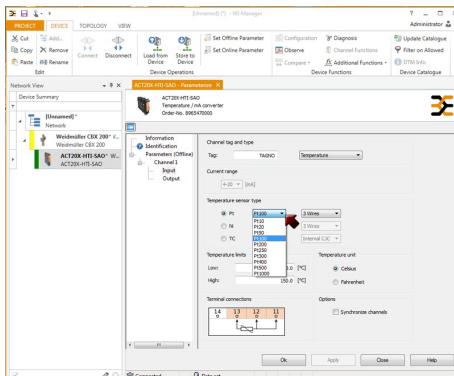 [Unnamed] (*) - WI-Manager
PROJECT DEVICE TOPOLOGY VIEW
Administrator
Cut Add...
Copy Remove
Paste Rename
Edit
Connect Disconnect
Load from Device Store to Device
Set Offline Parameter
Set Online Parameter
Device Operations
Configuration Diagnosis
Observe Channel Functions
Compare Additional Functions
Device Functions
Update Catalogue
Filter on Allowed
DTM Info
Device Catalogue
Network View
Device Summary
[Unnamed]*
Network
Weidmüller CBX 200*
Weidmüller CBX 200
ACT20X-HTI-SAO* W...
ACT20X-HTI-SAO
ACT20X-HTI-SAO - Parameterize
ACT20X-HTI-SAO
Temperature / mA converter
Order-No. 8965470000
Information
Identification
Parameters (Offline)
Channel 1
Input
Output
Channel tag and type
Tag: TAGNO Temperature
Current range
4-20 [mA]
Temperature sensor type
Pt Pt100 3 Wires
Ni 3 Wires
TC Internal CJC
Pt10
Pt20
Pt50
Pt100
Pt200
Pt250
Pt300
Pt400
Pt500
Pt1000
Temperature limits
Low: [°C]
High: 150.0 [°C]
Temperature unit
Celsius
Fahrenheit
Terminal connections
14 13 12 11
Options
Synchronize channels
Ok Apply Close Help
Connected Data set